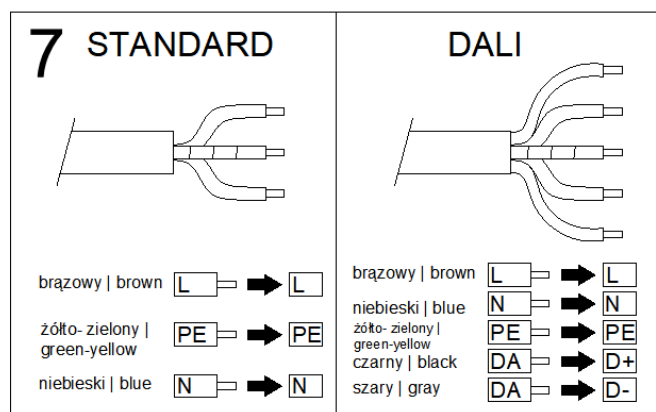 7 STANDARD
brązowy | brown L L
żółto- zielony |
green-yellow PE PE
niebieski | blue N N
DALI
brązowy | brown L L
niebieski | blue N N
żółto- zielony |
green-yellow PE PE
czarny | black DA D+
szary | gray DA D-